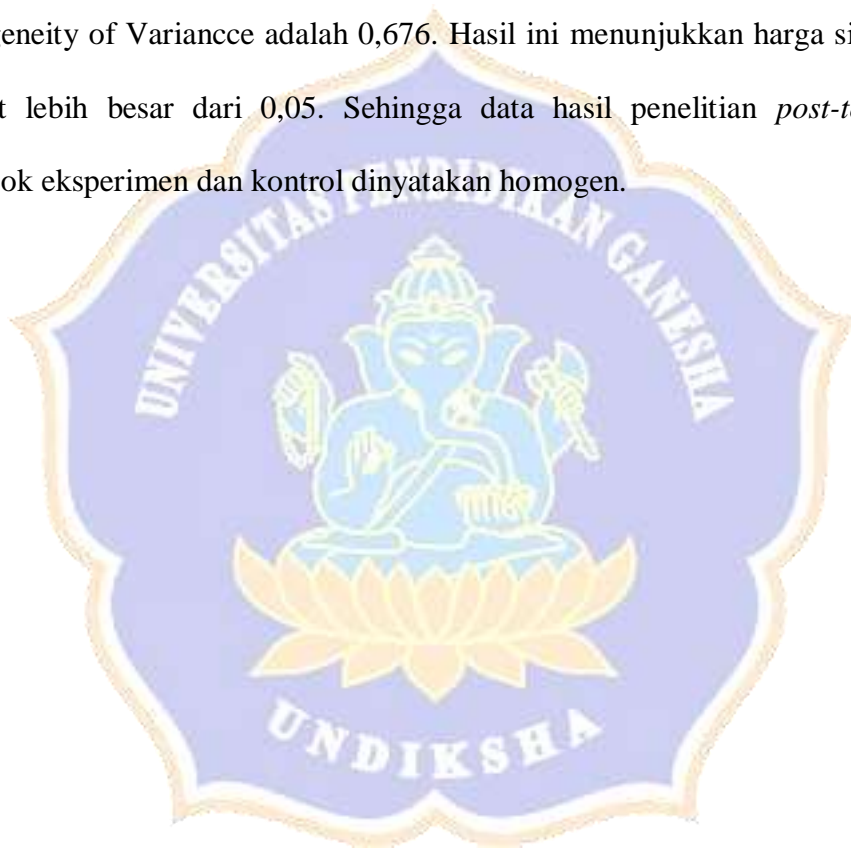 geneity of Variancce adalah 0,676. Hasil ini menunjukkan harga si
t lebih besar dari 0,05. Sehingga data hasil penelitian post-t
ok eksperimen dan kontrol dinyatakan homogen.
UNIVERSITAS PENDIDIKAN GANESHA
UNDIKSHA